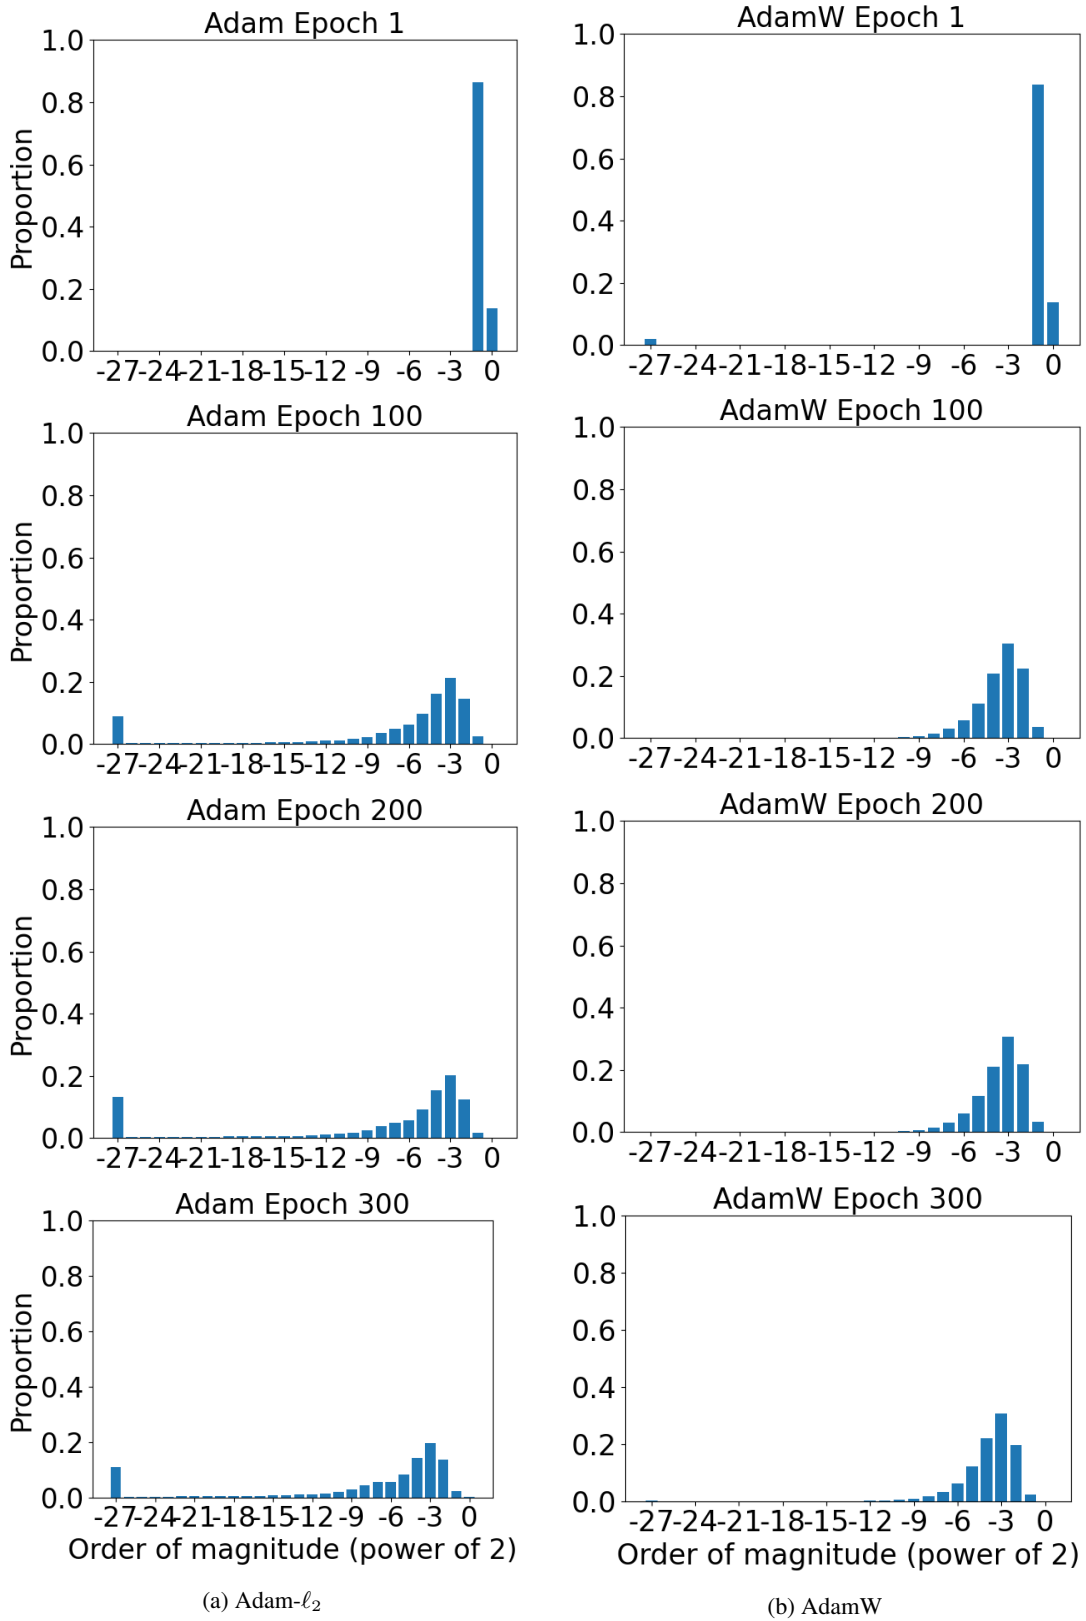 Adam Epoch 1
Proportion
1.0
0.8
0.6
0.4
0.2
0.0
-27 -24 -21 -18 -15 -12 -9 -6 -3 0
AdamW Epoch 1
1.0
0.8
0.6
0.4
0.2
0.0
-27 -24 -21 -18 -15 -12 -9 -6 -3 0
Adam Epoch 100
Proportion
1.0
0.8
0.6
0.4
0.2
0.0
-27 -24 -21 -18 -15 -12 -9 -6 -3 0
AdamW Epoch 100
1.0
0.8
0.6
0.4
0.2
0.0
-27 -24 -21 -18 -15 -12 -9 -6 -3 0
Adam Epoch 200
Proportion
1.0
0.8
0.6
0.4
0.2
0.0
-27 -24 -21 -18 -15 -12 -9 -6 -3 0
AdamW Epoch 200
1.0
0.8
0.6
0.4
0.2
0.0
-27 -24 -21 -18 -15 -12 -9 -6 -3 0
Adam Epoch 300
Proportion
1.0
0.8
0.6
0.4
0.2
0.0
-27 -24 -21 -18 -15 -12 -9 -6 -3 0
Order of magnitude (power of 2)
(a) Adam-ℓ₂
AdamW Epoch 300
1.0
0.8
0.6
0.4
0.2
0.0
-27 -24 -21 -18 -15 -12 -9 -6 -3 0
Order of magnitude (power of 2)
(b) AdamW